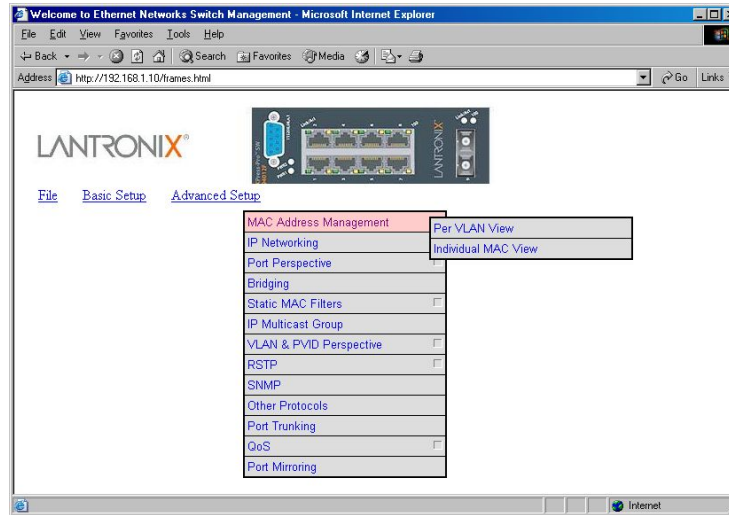 Welcome to Ethernet Networks Switch Management - Microsoft Internet Explorer
File Edit View Favorites Tools Help
Back Search Favorites Media
Address http://192.168.1.10/frames.html Go Links
LANTRONIX®
LANTRONIX
File Basic Setup Advanced Setup
MAC Address Management
Per VLAN View
IP Networking
Individual MAC View
Port Perspective
Bridging
Static MAC Filters
IP Multicast Group
VLAN & PVID Perspective
RSTP
SNMP
Other Protocols
Port Trunking
QoS
Port Mirroring
Internet